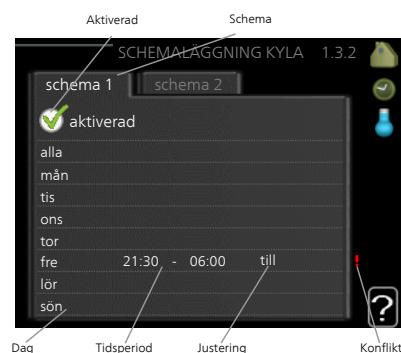 Aktiverad Schema
SCHEMALÄGGNING KYLA 1.3.2
schema 1 schema 2
aktiverad
alla
mån
tis
ons
tor
fre 21:30 - 06:00 till !
lör
sön
?
Dag Tidsperiod Justering Konflikt